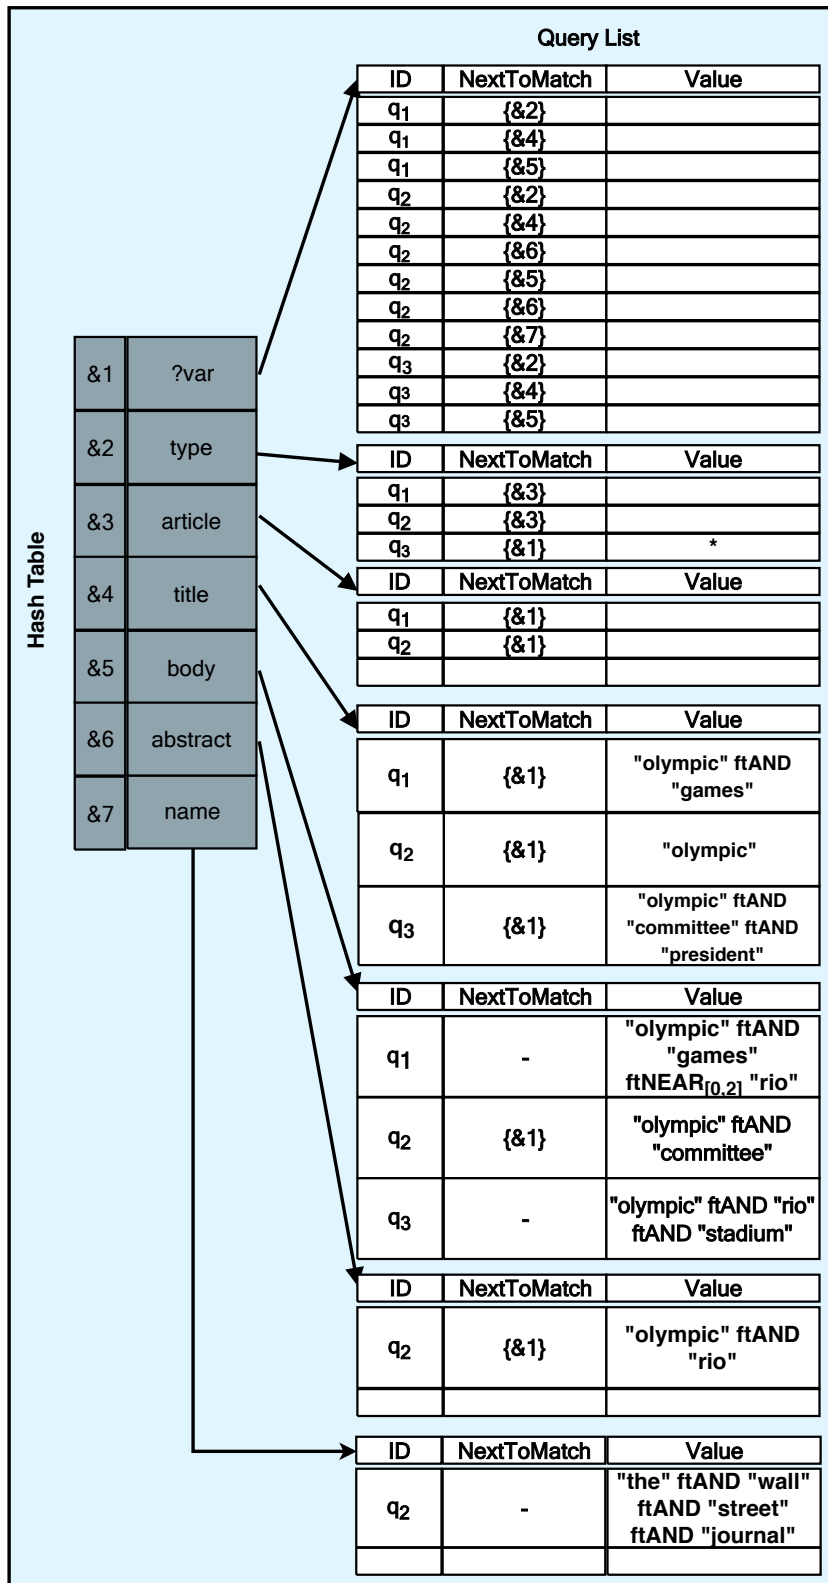 Query List
ID NextToMatch Value
q1 {&2}
q1 {&4}
q1 {&5}
q2 {&2}
q2 {&4}
q2 {&6}
q2 {&5}
q2 {&6}
q2 {&7}
q3 {&2}
q3 {&4}
q3 {&5}
Hash Table
&1 ?var
&2 type
&3 article
&4 title
&5 body
&6 abstract
&7 name
ID NextToMatch Value
q1 {&3}
q2 {&3}
q3 {&1} *
ID NextToMatch Value
q1 {&1}
q2 {&1}
ID NextToMatch Value
q1 {&1} "olympic" ftAND
"games"
q2 {&1} "olympic"
q3 {&1} "olympic" ftAND
"committee" ftAND
"president"
ID NextToMatch Value
q1 - "olympic" ftAND
"games"
ftNEAR[0,2] "rio"
q2 {&1} "olympic" ftAND
"committee"
q3 - "olympic" ftAND "rio"
ftAND "stadium"
ID NextToMatch Value
q2 {&1} "olympic" ftAND
"rio"
ID NextToMatch Value
q2 - "the" ftAND "wall"
ftAND "street"
ftAND "journal"